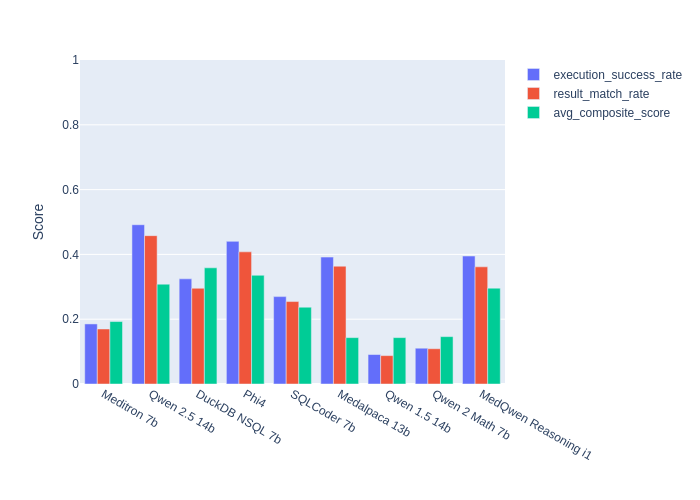 1
0.8
0.6
0.4
0.2
0
Score
Meditron 7b
Qwen 2.5 14b
DuckDB NSQL 7b
Phi4
SQLCoder 7b
Medalpaca 13b
Qwen 1.5 14b
Qwen 2 Math 7b
MedQwen Reasoning i1
execution_success_rate
result_match_rate
avg_composite_score